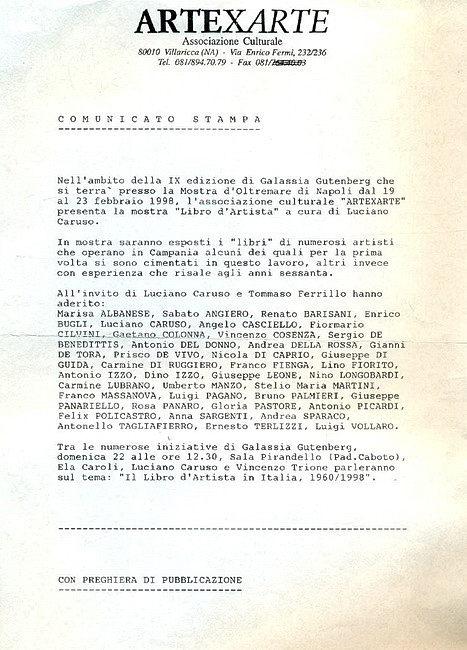 ARTEXARTE
Associazione Culturale
80010 Villaricca (NA) - Via Enrico Fermi, 232/236
Tel. 081/894.70.79 - Fax 081/
COMUNICATO STAMPA
Nell'ambito della IX edizione di Galassia Gutenberg che
si terra` presso la Mostra d'Oltremare di Napoli dal 19
al 23 febbraio 1998, l'associazione culturale "ARTEXARTE"
presenta la mostra "Libro d'Artista" a cura di Luciano
Caruso.
In mostra saranno esposti i "libri" di numerosi artisti
che operano in Campania alcuni dei quali per la prima
volta si sono cimentati in questo lavoro, altri invece
con esperienza che risale agli anni sessanta.
All'invito di Luciano Caruso e Tommaso Ferrillo hanno
aderito:
Marisa ALBANESE, Sabato ANGIERO, Renato BARISANI, Enrico
BUGLI, Luciano CARUSO, Angelo CASCIELLO, Fiormario
CILVINI, Gaetano COLONNA, Vincenzo COSENZA, Sergio DE
BENEDITTIS, Antonio DEL DONNO, Andrea DELLA ROSSA, Gianni
DE TORA, Prisco DE VIVO, Nicola DI CAPRIO, Giuseppe DI
GUIDA, Carmine DI RUGGIERO, Franco FIENGA, Lino FIORITO,
Antonio IZZO, Dino IZZO, Giuseppe LEONE, Nino LONGOBARDI,
Carmine LUBRANO, Umberto MANZO, Stelio Maria MARTINI,
Franco MASSANOVA, Luigi PAGANO, Bruno PALMIERI, Giuseppe
PANARIELLO, Rosa PANARO, Gloria PASTORE, Antonio PICARDI,
Felix POLICASTRO, Anna SARGENTI, Andrea SPARACO,
Antonello TAGLIAFIERRO, Ernesto TERLIZZI, Luigi VOLLARO.
Tra le numerose iniziative di Galassia Gutenberg,
domenica 22 alle ore 12.30, Sala Pirandello (Pad.Caboto),
Ela Caroli, Luciano Caruso e Vincenzo Trione parleranno
sul tema: "Il Libro d'Artista in Italia, 1960/1998".
CON PREGHIERA DI PUBBLICAZIONE